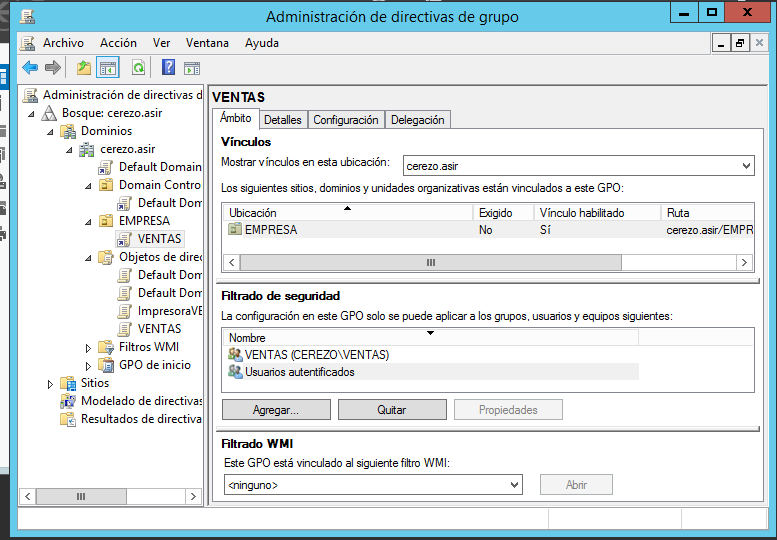 Administración de directivas de grupo
Archivo Acción Ver Ventana Ayuda
Administración de directivas d
Bosque: cerezo.asir
Dominios
cerezo.asir
Default Domain
Domain Contro
Default Dom
EMPRESA
VENTAS
Objetos de direc
Default Dom
Default Dom
ImpresoraVE
VENTAS
Filtros WMI
GPO de inicio
Sitios
Modelado de directivas
Resultados de directiva
VENTAS
Ámbito Detalles Configuración Delegación
Vínculos
Mostrar vínculos en esta ubicación: cerezo.asir
Los siguientes sitios, dominios y unidades organizativas están vinculados a este GPO:
Ubicación Exigido Vínculo habilitado Ruta
EMPRESA No Sí cerezo.asir/EMPR
Filtrado de seguridad
La configuración en este GPO solo se puede aplicar a los grupos, usuarios y equipos siguientes:
Nombre
VENTAS (CEREZO\VENTAS)
Usuarios autentificados
Agregar... Quitar Propiedades
Filtrado WMI
Este GPO está vinculado al siguiente filtro WMI:
<ninguno> Abrir